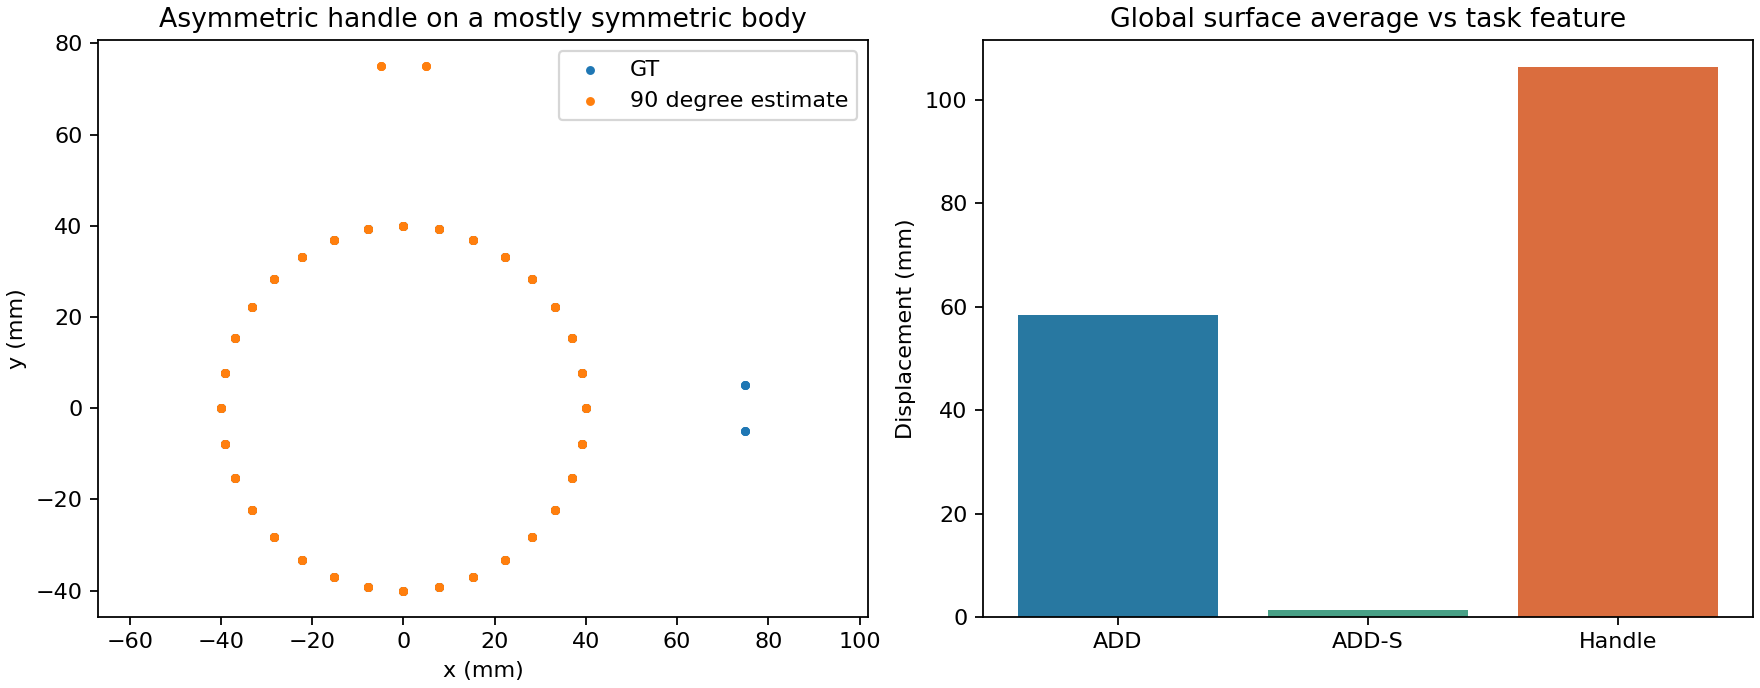 Asymmetric handle on a mostly symmetric body
80
60
40
20
0
−20
−40
y (mm)
−60
−40
−20
0
20
40
60
80
100
x (mm)
GT
90 degree estimate
Global surface average vs task feature
100
80
60
40
20
0
Displacement (mm)
ADD
ADD-S
Handle